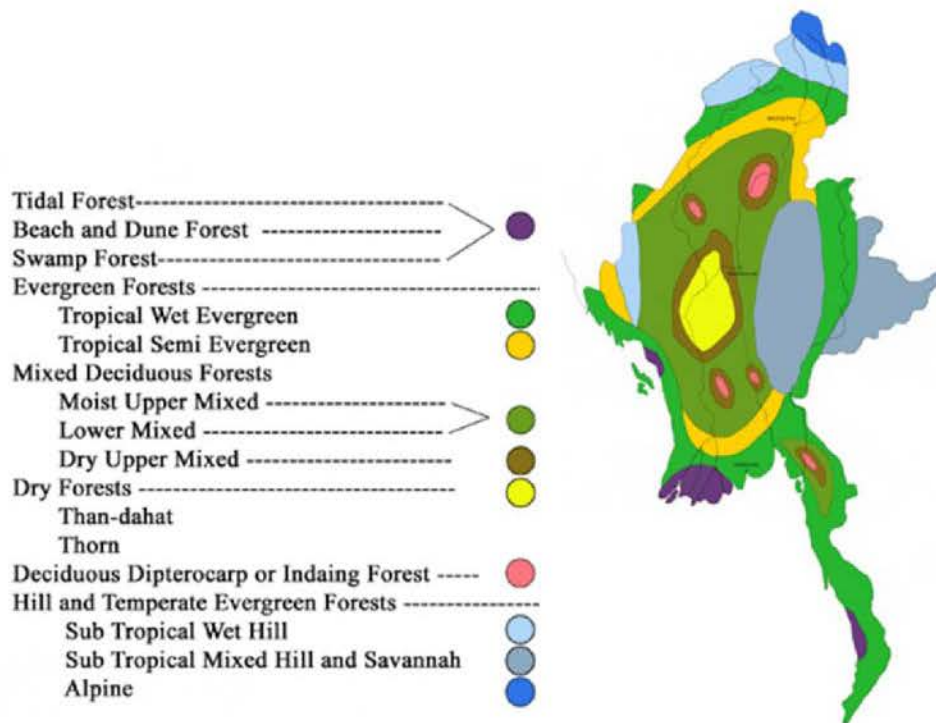 Tidal Forest-----------------------------------------
Beach and Dune Forest ------------------------
Swamp Forest--------------------------------------
Evergreen Forests ---------------------------------------------
Tropical Wet Evergreen
Tropical Semi Evergreen
Mixed Deciduous Forests
Moist Upper Mixed ----------------------
Lower Mixed ------------------------------
Dry Upper Mixed -------------------------------
Dry Forests ------------------------------------------
Than-dahat
Thorn
Deciduous Dipterocarp or Indaing Forest -----
Hill and Temperate Evergreen Forests ------------------
Sub Tropical Wet Hill
Sub Tropical Mixed Hill and Savannah
Alpine